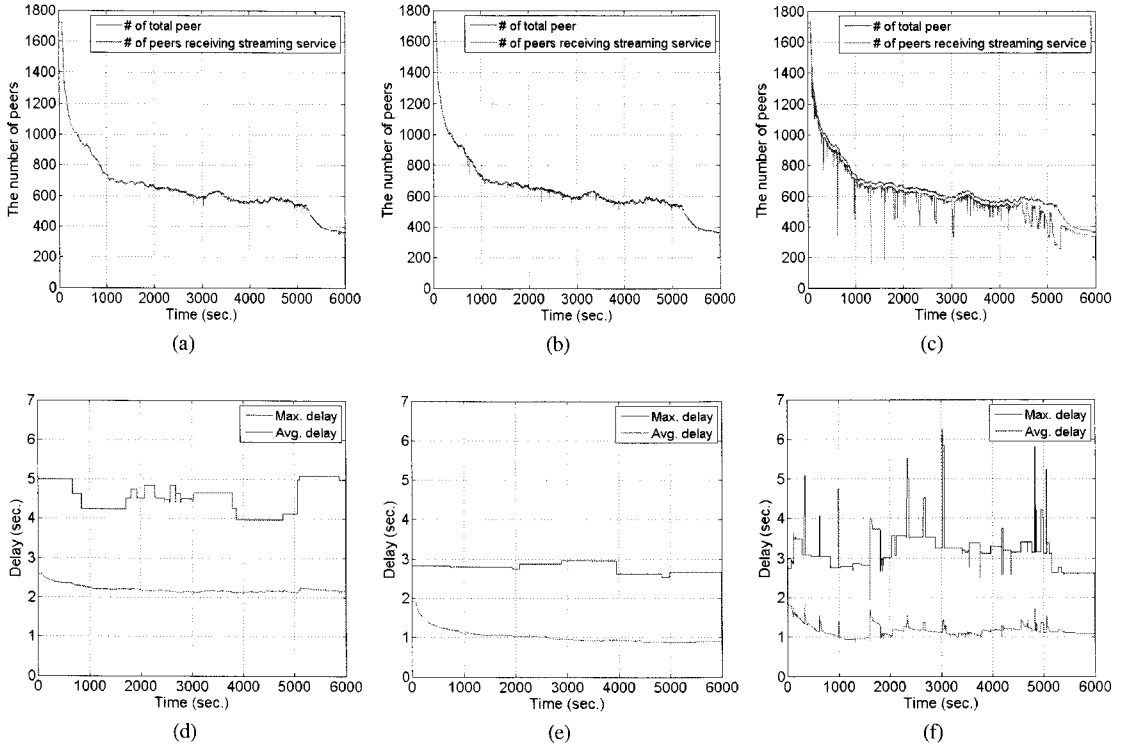 # of total peer
# of peers receiving streaming service
The number of peers
1800
1600
1400
1200
1000
800
600
400
200
0
0 1000 2000 3000 4000 5000 6000
Time (sec.)
(a)
# of total peer
# of peers receiving streaming service
The number of peers
1800
1600
1400
1200
1000
800
600
400
200
0
0 1000 2000 3000 4000 5000 6000
Time (sec.)
(b)
# of total peer
# of peers receiving streaming service
The number of peers
1800
1600
1400
1200
1000
800
600
400
200
0
0 1000 2000 3000 4000 5000 6000
Time (sec.)
(c)
Max. delay
Avg. delay
Delay (sec.)
7
6
5
4
3
2
1
0
0 1000 2000 3000 4000 5000 6000
Time (sec.)
(d)
Max. delay
Avg. delay
Delay (sec.)
7
6
5
4
3
2
1
0
0 1000 2000 3000 4000 5000 6000
Time (sec.)
(e)
Max. delay
Avg. delay
Delay (sec.)
7
6
5
4
3
2
1
0
0 1000 2000 3000 4000 5000 6000
Time (sec.)
(f)